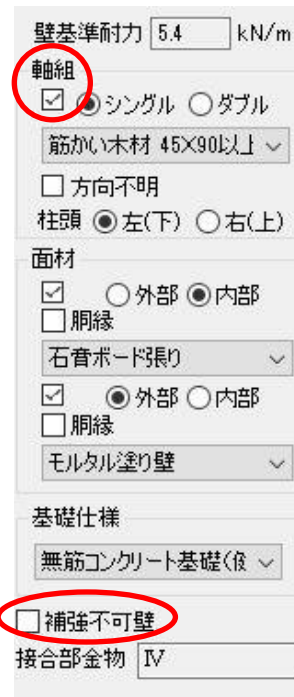 壁基準耐力 5.4 kN/m
軸組
シングル ダブル
筋かい木材 45×90以上
方向不明
柱頭 左(下) 右(上)
面材
外部 内部
胴縁
石膏ボード張り
外部 内部
胴縁
モルタル塗り壁
基礎仕様
無筋コンクリート基礎(
補強不可壁
接合部金物 Ⅳ